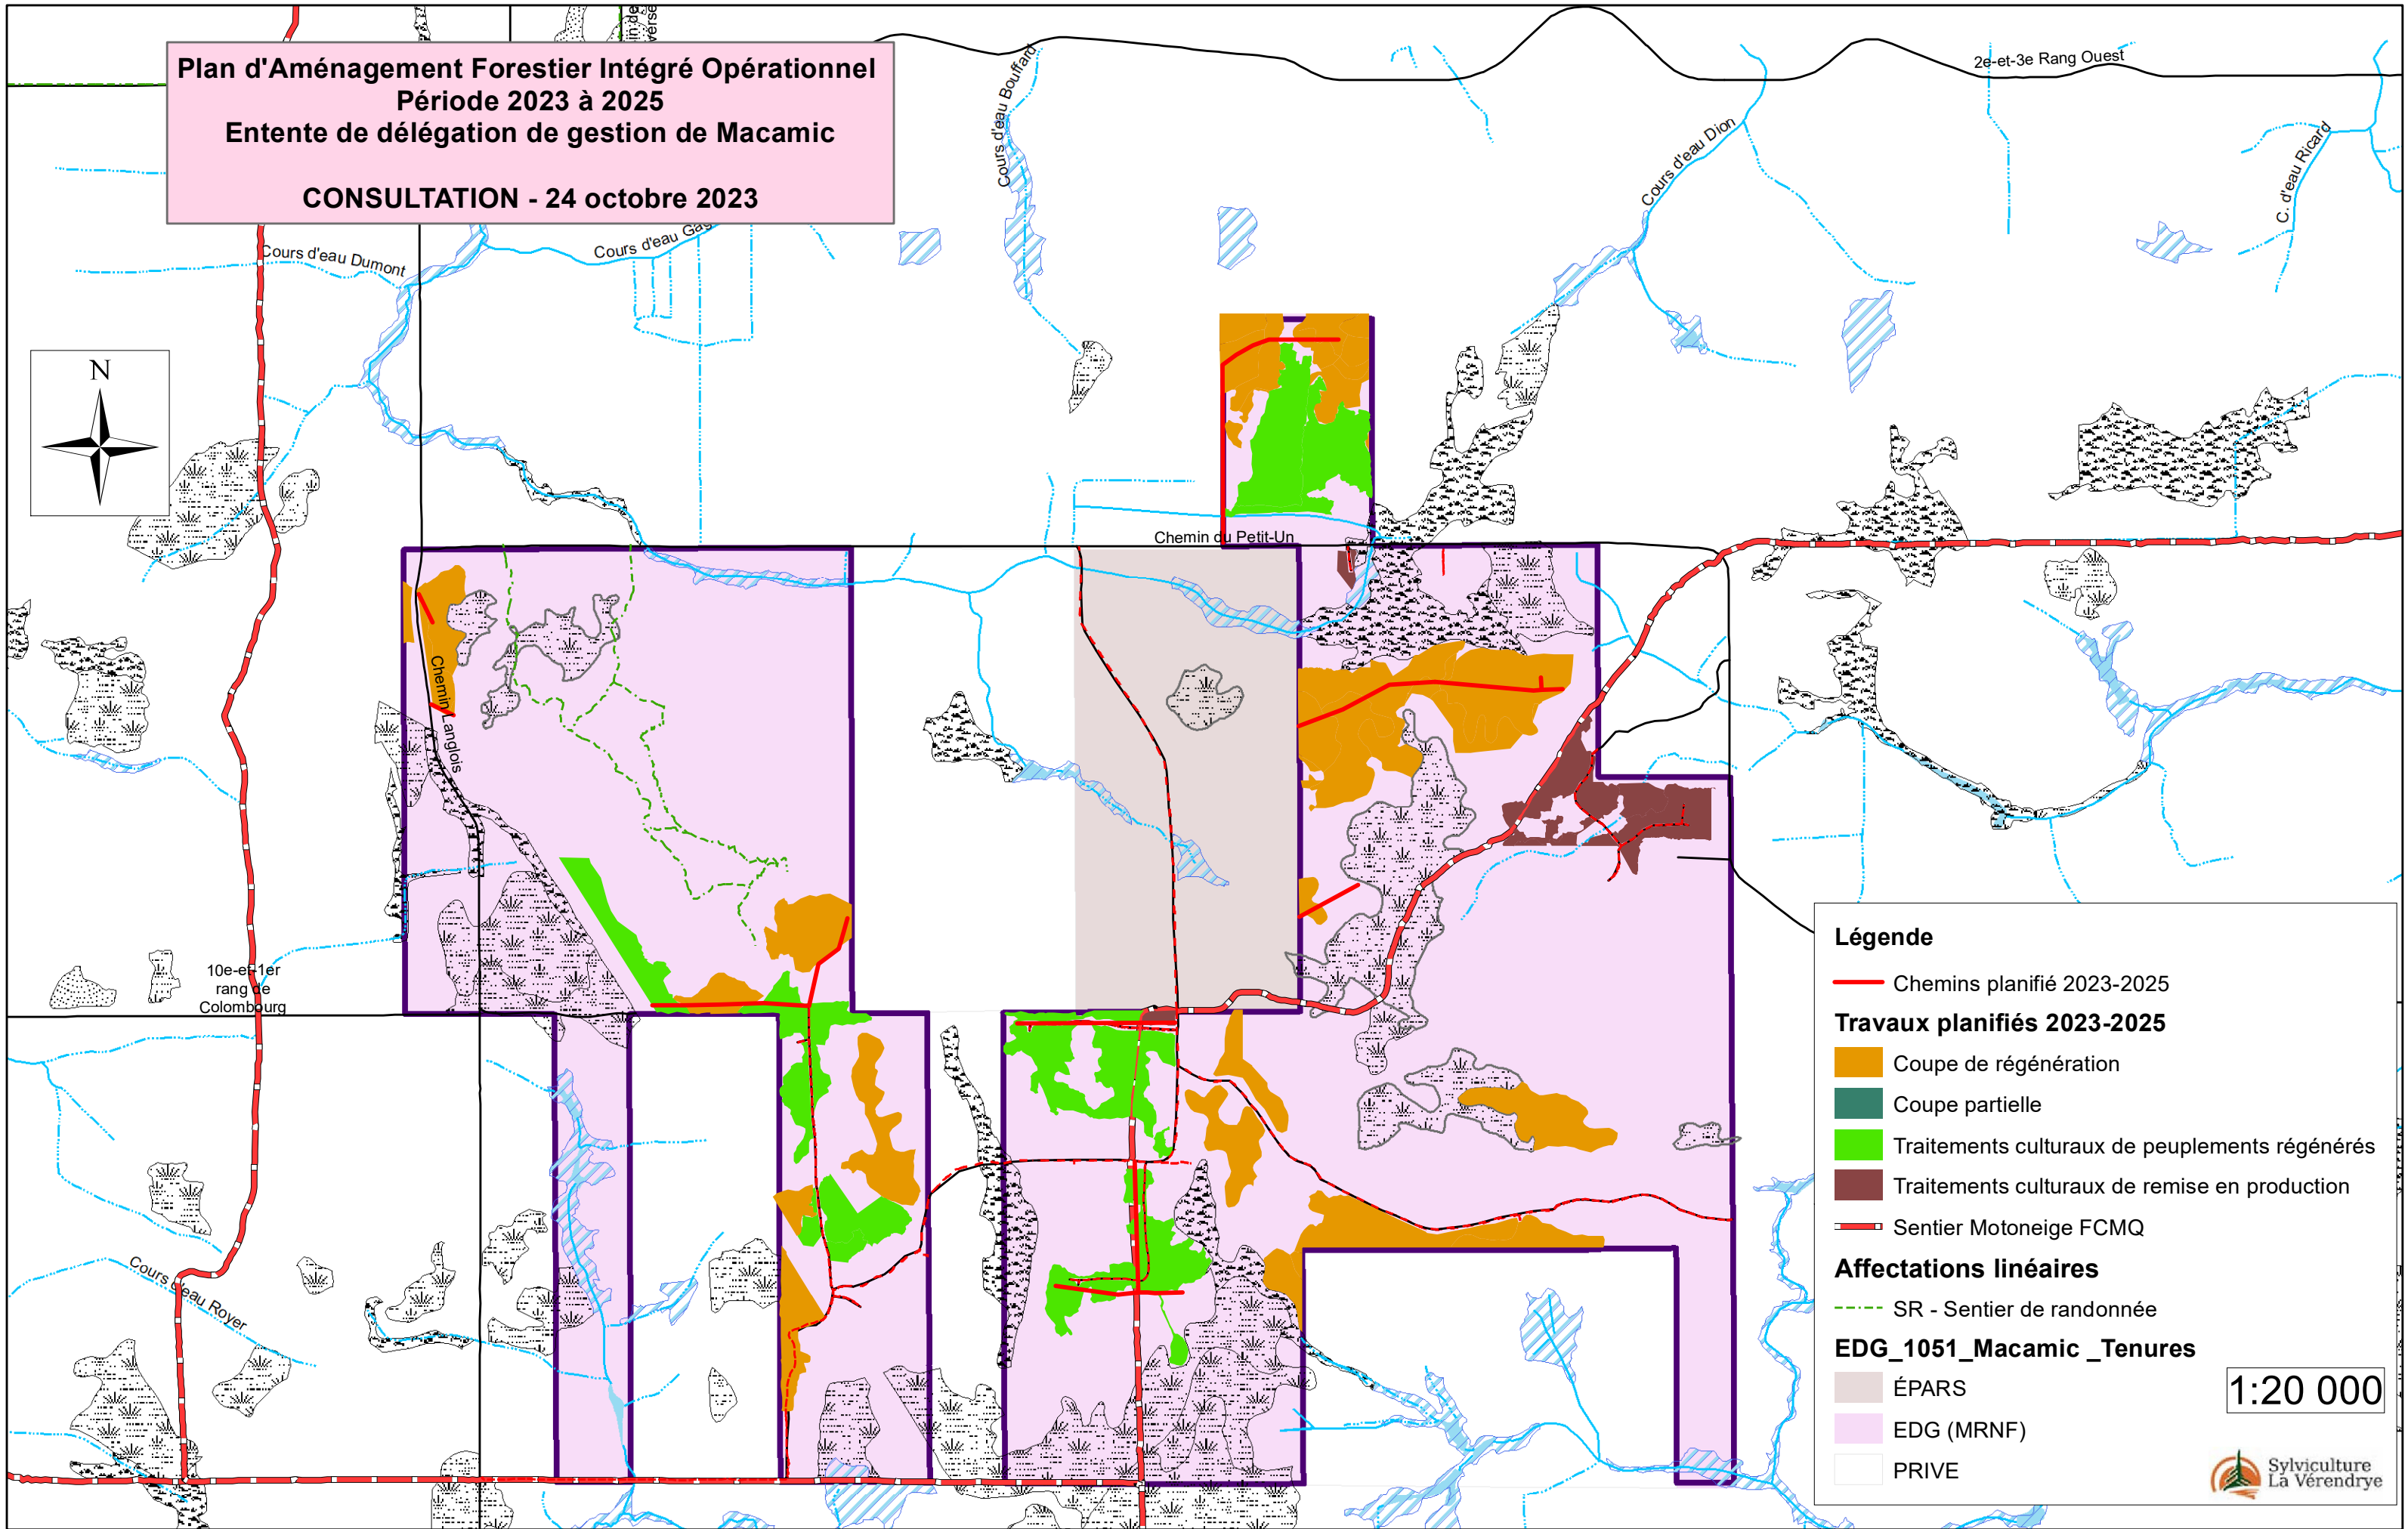 Plan d'Aménagement Forestier Intégré Opérationnel
Période 2023 à 2025
Entente de délégation de gestion de Macamic
CONSULTATION - 24 octobre 2023
2e-et-3e Rang Ouest
Cours d'eau Bouffard
Cours d'eau Dion
C. d'eau Ricard
Cours d'eau Dumont
Cours d'eau
N
Chemin du Petit-Un
Chemin Langlois
10e-et-1er
rang de
Colombourg
Cours d'eau Royer
Légende
Chemins planifié 2023-2025
Travaux planifiés 2023-2025
Coupe de régénération
Coupe partielle
Traitements culturaux de peuplements régénérés
Traitements culturaux de remise en production
Sentier Motoneige FCMQ
Affectations linéaires
SR - Sentier de randonnée
EDG_1051_Macamic _Tenures
ÉPARS
EDG (MRNF)
PRIVE
1:20 000
Sylviculture
La Vérendrye